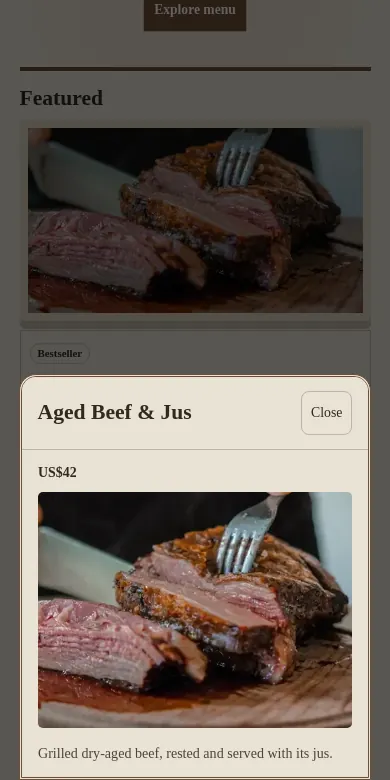 Explore menu
Featured
Bestseller
Aged Beef & Jus
Close
US$42
Grilled dry-aged beef, rested and served with its jus.